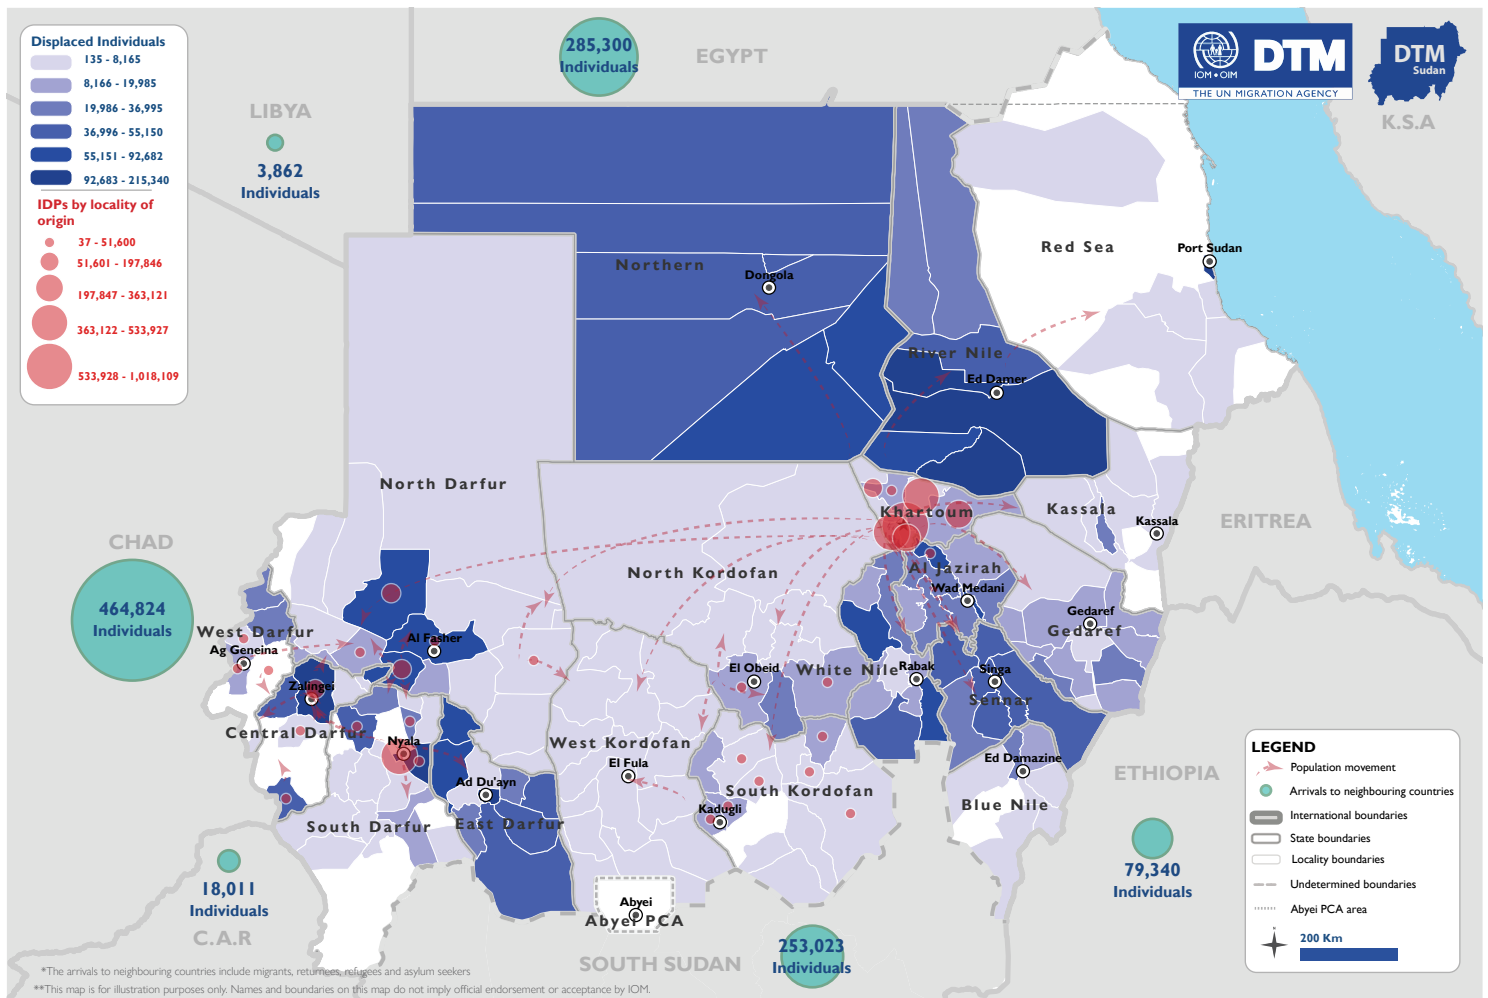 Displaced Individuals
135 - 8,165
8,166 - 19,985
19,986 - 36,995
36,996 - 55,150
55,151 - 92,682
92,683 - 215,340
IDPs by locality of
origin
37 - 51,600
51,601 - 197,846
197,847 - 363,121
363,122 - 533,927
533,928 - 1,018,109
285,300
Individuals
EGYPT
LIBYA
3,862
Individuals
IOM • OIM
DTM
THE UN MIGRATION AGENCY
DTM
Sudan
K.S.A
Red Sea
Port Sudan
Northern
Dongola
River Nile
Ed Damer
North Darfur
Khartoum
Kassala
Kassala
ERITREA
CHAD
464,824
Individuals
North Kordofan
Al Jazirah
Wad Medani
Gedaref
Gedaref
West Darfur
Ag Geneina
Al Fasher
Zalingei
El Obeid
White Nile
Rabak
Singa
Sennar
Central Darfur
Nyala
West Kordofan
El Fula
Ed Damazine
Ad Du'ayn
South Kordofan
Kadugli
Blue Nile
ETHIOPIA
South Darfur
East Darfur
79,340
Individuals
18,011
Individuals
C.A.R
Abyei
Abyei PCA
SOUTH SUDAN
253,023
Individuals
LEGEND
Population movement
Arrivals to neighbouring countries
International boundaries
State boundaries
Locality boundaries
Undetermined boundaries
Abyei PCA area
N
200 Km
*The arrivals to neighbouring countries include migrants, returnees, refugees and asylum seekers
**This map is for illustration purposes only. Names and boundaries on this map do not imply official endorsement or acceptance by IOM.